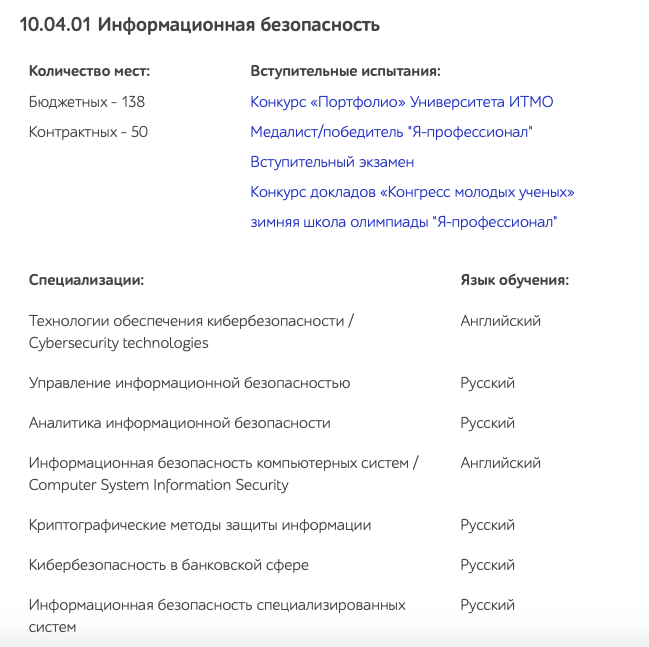 10.04.01 Информационная безопасность
Количество мест:
Бюджетных - 138
Контрактных - 50
Вступительные испытания:
Конкурс «Портфолио» Университета ИТМО
Медалист/победитель "Я-профессионал"
Вступительный экзамен
Конкурс докладов «Конгресс молодых ученых»
зимняя школа олимпиады "Я-профессионал"
Специализации: Язык обучения:
Технологии обеспечения кибербезопасности / Английский
Cybersecurity technologies
Управление информационной безопасностью Русский
Аналитика информационной безопасности Русский
Информационная безопасность компьютерных систем / Английский
Computer System Information Security
Криптографические методы защиты информации Русский
Кибербезопасность в банковской сфере Русский
Информационная безопасность специализированных Русский
систем